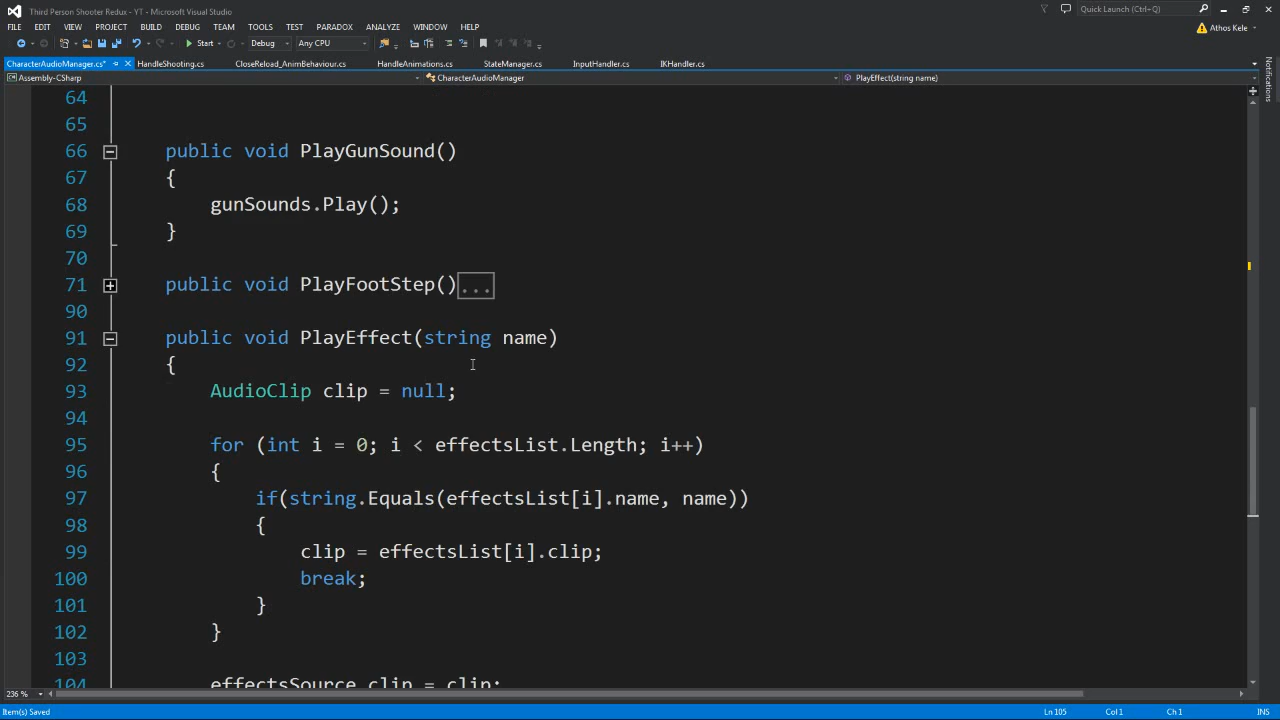 Third Person Shooter Redux - YT - Microsoft Visual Studio
Quick Launch (Ctrl+Q)
FILE EDIT VIEW PROJECT BUILD DEBUG TEAM TOOLS TEST PARADOX ANALYZE WINDOW HELP
Athos Kele
Start Debug Any CPU
CharacterAudioManager.cs* HandleShooting.cs CloseReload_AnimBehaviour.cs HandleAnimations.cs StateManager.cs InputHandler.cs IKHandler.cs
Assembly-CSharp CharacterAudioManager PlayEffect(string name)
Notifications
64
65
66 public void PlayGunSound()
67 {
68 gunSounds.Play();
69 }
70
71 public void PlayFootStep()...
90
91 public void PlayEffect(string name)
92 {
93 AudioClip clip = null;
94
95 for (int i = 0; i < effectsList.Length; i++)
96 {
97 if(string.Equals(effectsList[i].name, name))
98 {
99 clip = effectsList[i].clip;
100 break;
101 }
102 }
103
104 effectsSource.clip = clip;
236 %
Item(s) Saved Ln 105 Col 1 Ch 1 INS